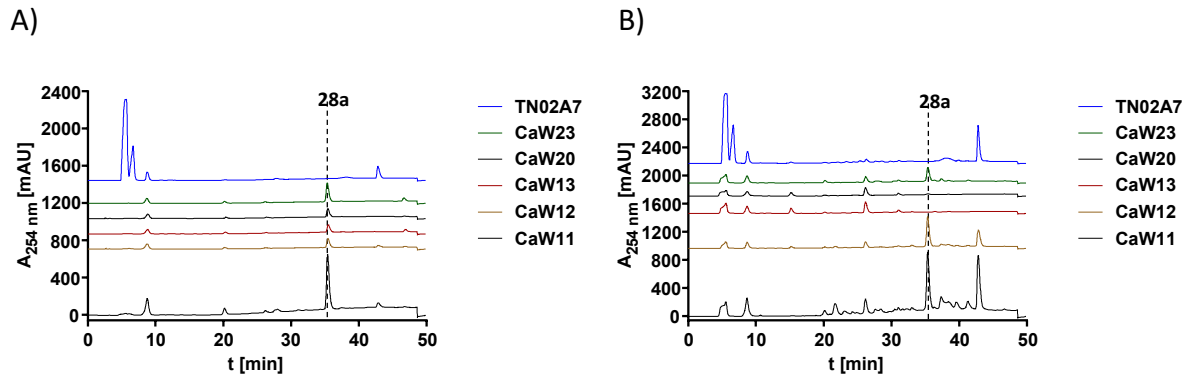 A)
A254 nm [mAU]
2400
2000
1600
1200
800
400
0
28a
0 10 20 30 40 50
t [min]
TN02A7
CaW23
CaW20
CaW13
CaW12
CaW11
B)
A254 nm [mAU]
3200
2800
2400
2000
1600
1200
800
400
0
28a
0 10 20 30 40 50
t [min]
TN02A7
CaW23
CaW20
CaW13
CaW12
CaW11